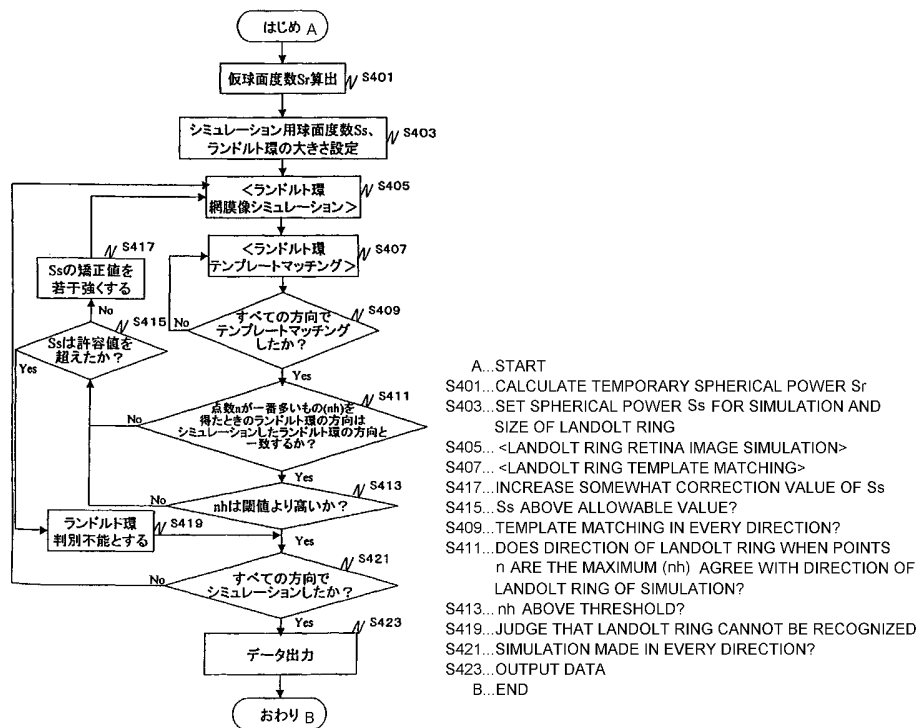 はじめ A
仮球面度数Sr算出
S401
シミュレーション用球面度数Ss、
ランドルト環の大きさ設定
S403
<ランドルト環
網膜像シミュレーション>
S405
<ランドルト環
テンプレートマッチング>
S407
S417
Ssの矯正値を
若干強くする
No
S415
Ssは許容値を
超えたか?
Yes
すべての方向で
テンプレートマッチング
したか?
S409
No
Yes
点数nが一番多いもの(nh)を
得たときのランドルト環の方向は
シミュレーションしたランドルト環の方向と
一致するか?
S411
No
Yes
nhは閾値より高いか?
S413
No
Yes
ランドルド環
判別不能とする
S419
すべての方向で
シミュレーションしたか?
S421
No
Yes
データ出力
S423
おわり B
A...START
S401...CALCULATE TEMPORARY SPHERICAL POWER Sr
S403...SET SPHERICAL POWER Ss FOR SIMULATION AND
SIZE OF LANDOLT RING
S405...<LANDOLT RING RETINA IMAGE SIMULATION>
S407...<LANDOLT RING TEMPLATE MATCHING>
S417...INCREASE SOMEWHAT CORRECTION VALUE OF Ss
S415...Ss ABOVE ALLOWABLE VALUE?
S409...TEMPLATE MATCHING IN EVERY DIRECTION?
S411...DOES DIRECTION OF LANDOLT RING WHEN POINTS
n ARE THE MAXIMUM (nh) AGREE WITH DIRECTION OF
LANDOLT RING OF SIMULATION?
S413...nh ABOVE THRESHOLD?
S419...JUDGE THAT LANDOLT RING CANNOT BE RECOGNIZED
S421...SIMULATION MADE IN EVERY DIRECTION?
S423...OUTPUT DATA
B...END